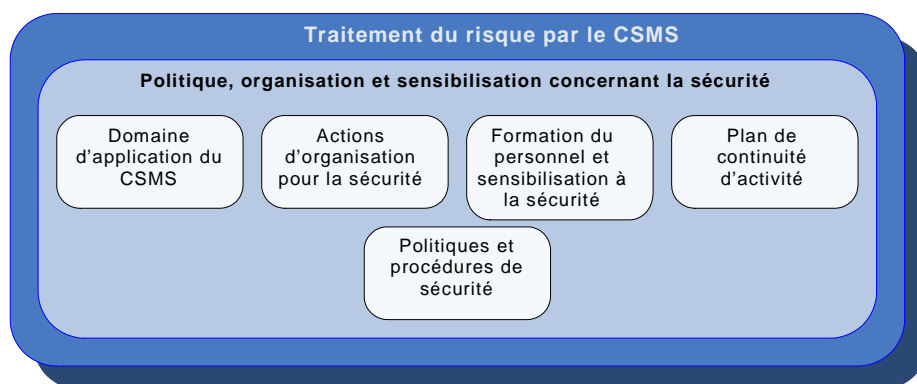 Traitement du risque par le CSMS
Politique, organisation et sensibilisation concernant la sécurité
Domaine
d'application du
CSMS
Actions
d'organisation
pour la sécurité
Formation du
personnel et
sensibilisation à
la sécurité
Plan de
continuité
d'activité
Politiques et
procédures de
sécurité